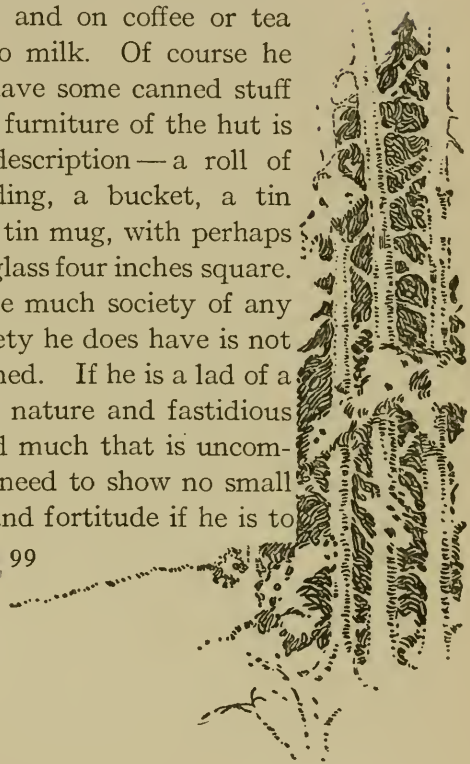 and on coffee or tea
o milk. Of course he
ave some canned stuff
furniture of the hut is
description — a roll of
ding, a bucket, a tin
tin mug, with perhaps
glass four inches square.
e much society of any
ety he does have is not
ned. If he is a lad of a
nature and fastidious
d much that is uncom-
need to show no small
and fortitude if he is to
99